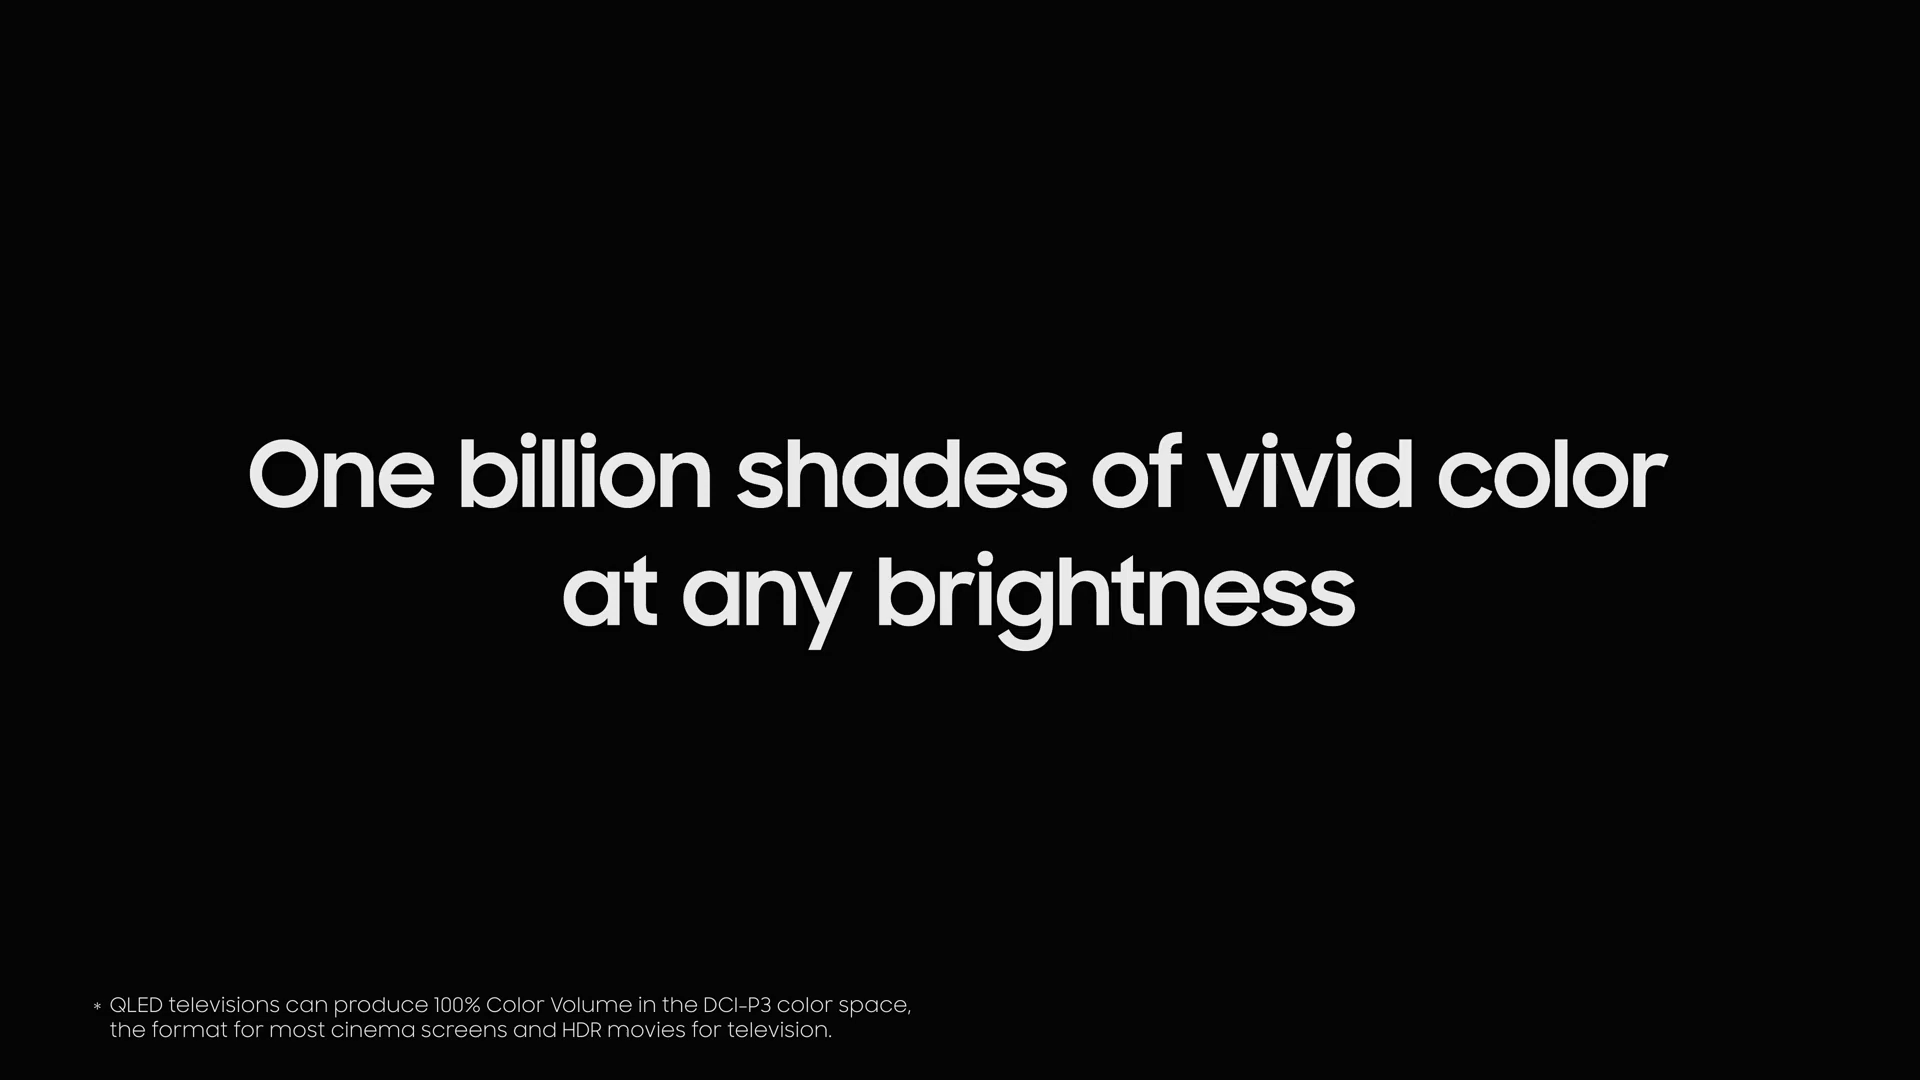 One billion shades of vivid color
at any brightness
* QLED televisions can produce 100% Color Volume in the DCI-P3 color space,
the format for most cinema screens and HDR movies for television.